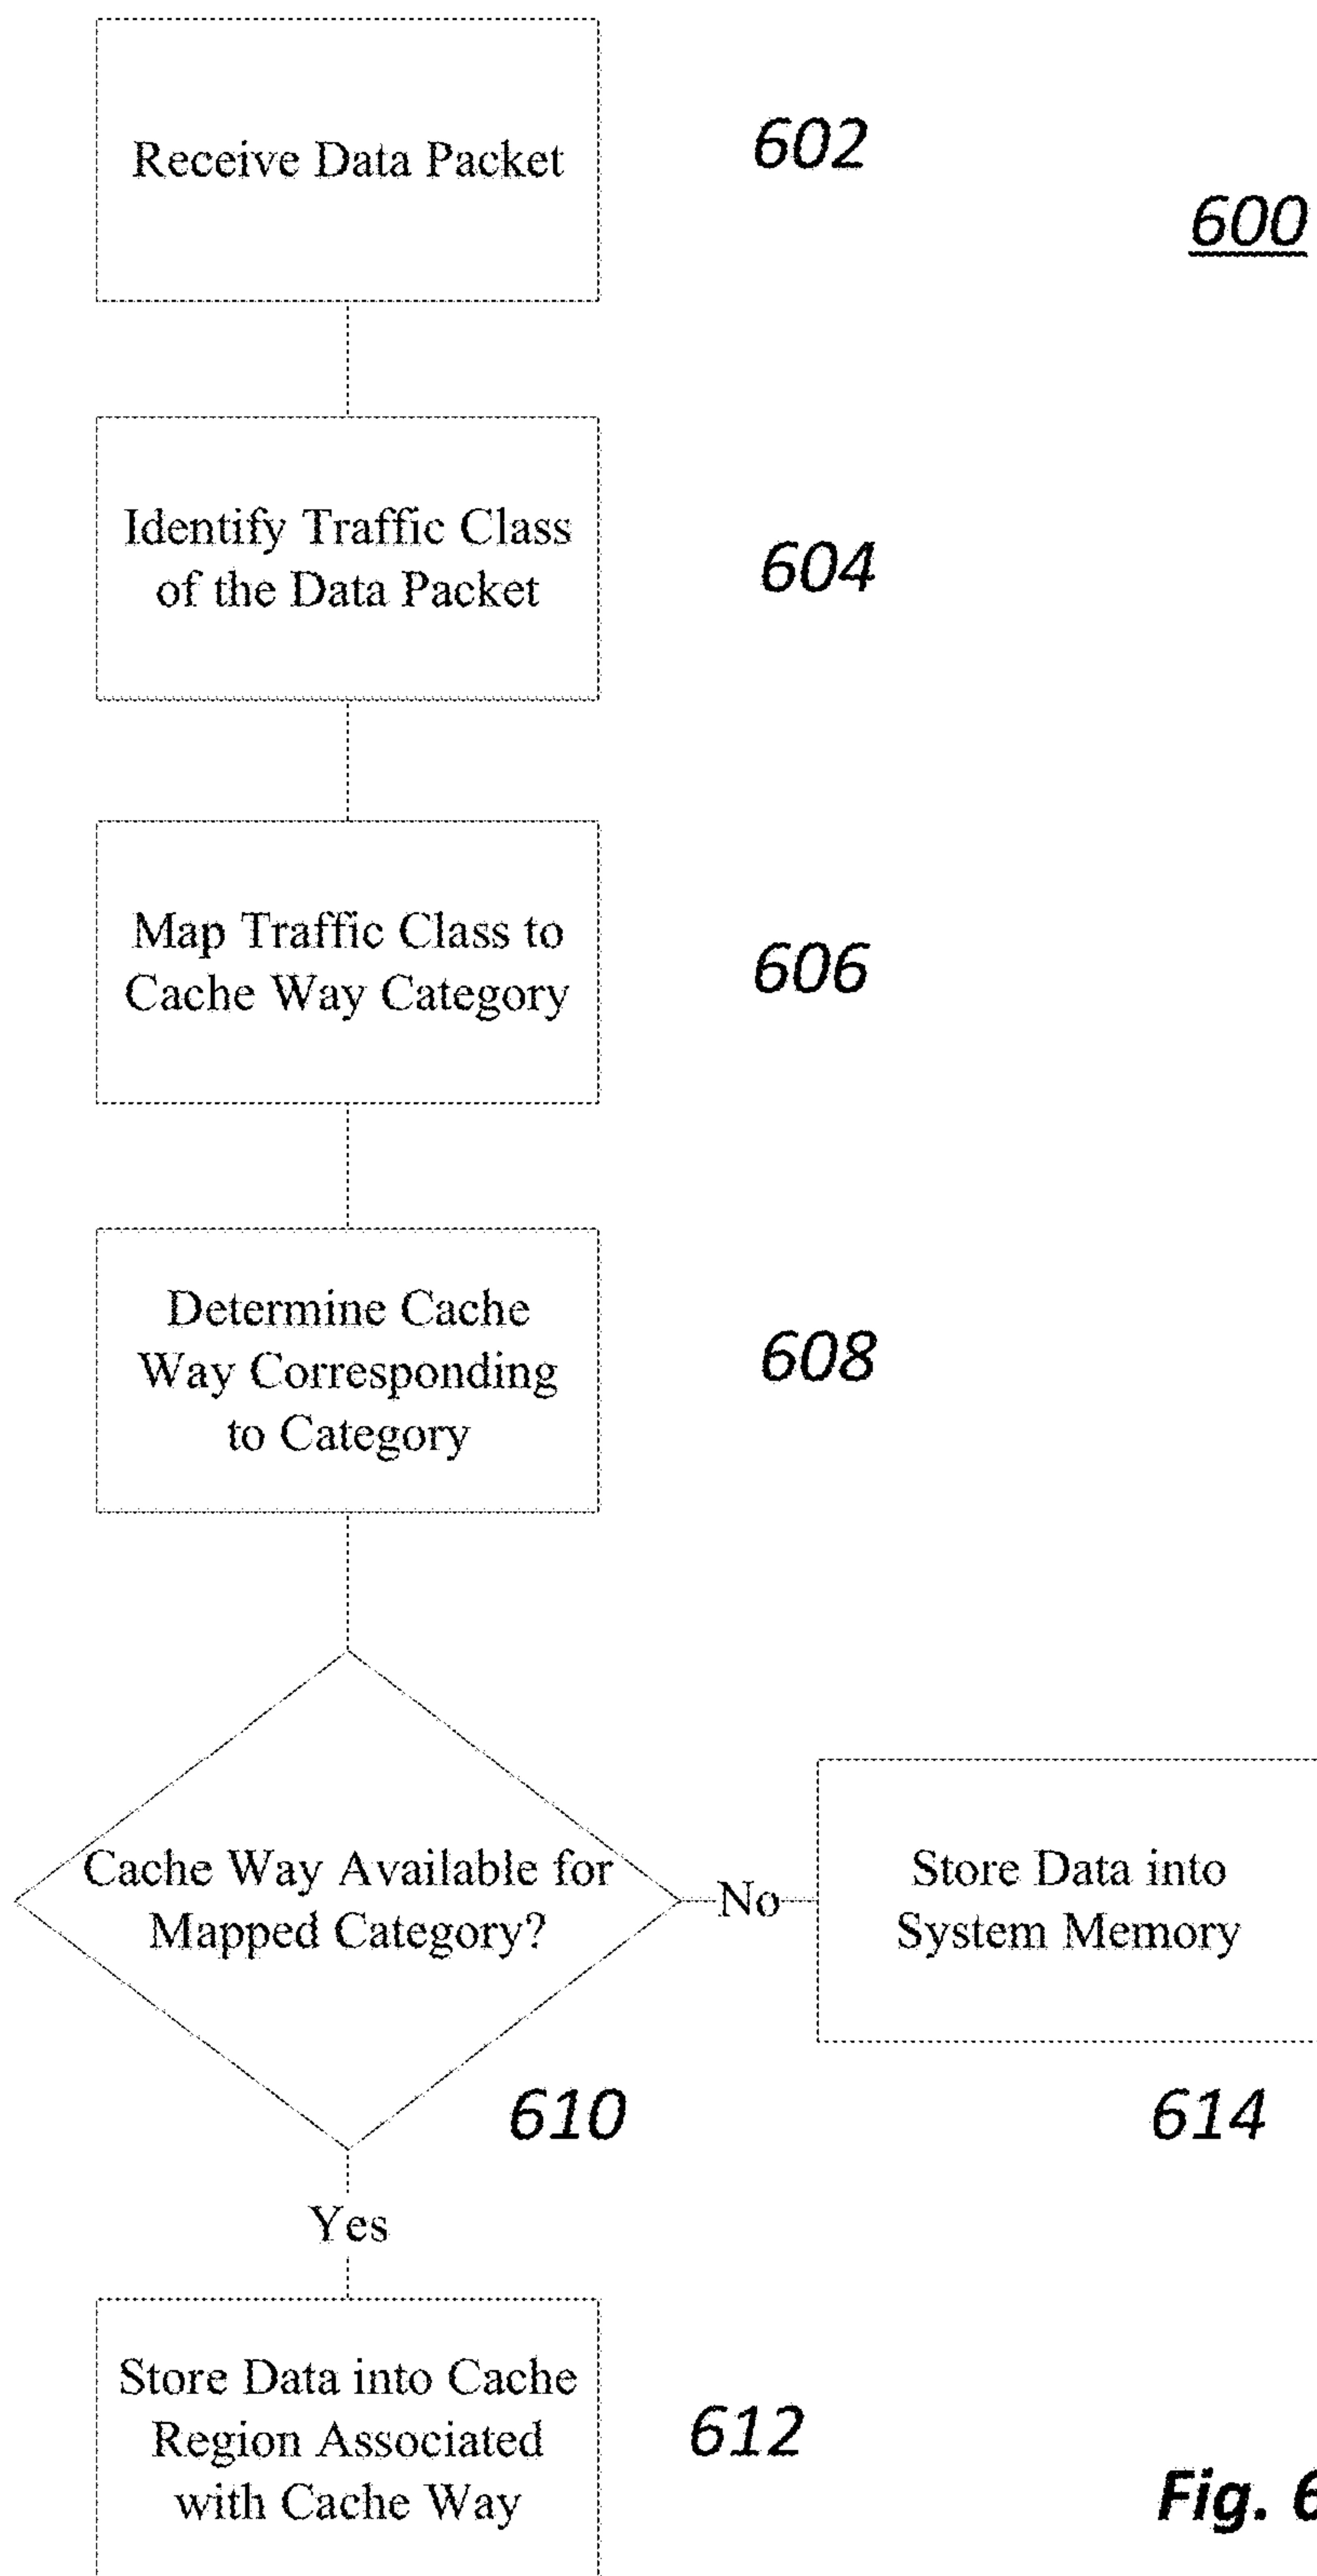 Receive Data Packet
602
600
Identify Traffic Class
of the Data Packet
604
Map Traffic Class to
Cache Way Category
606
Determine Cache
Way Corresponding
to Category
608
Cache Way Available for
Mapped Category?
No
Store Data into
System Memory
610
614
Yes
Store Data into Cache
Region Associated
with Cache Way
612
Fig. 6